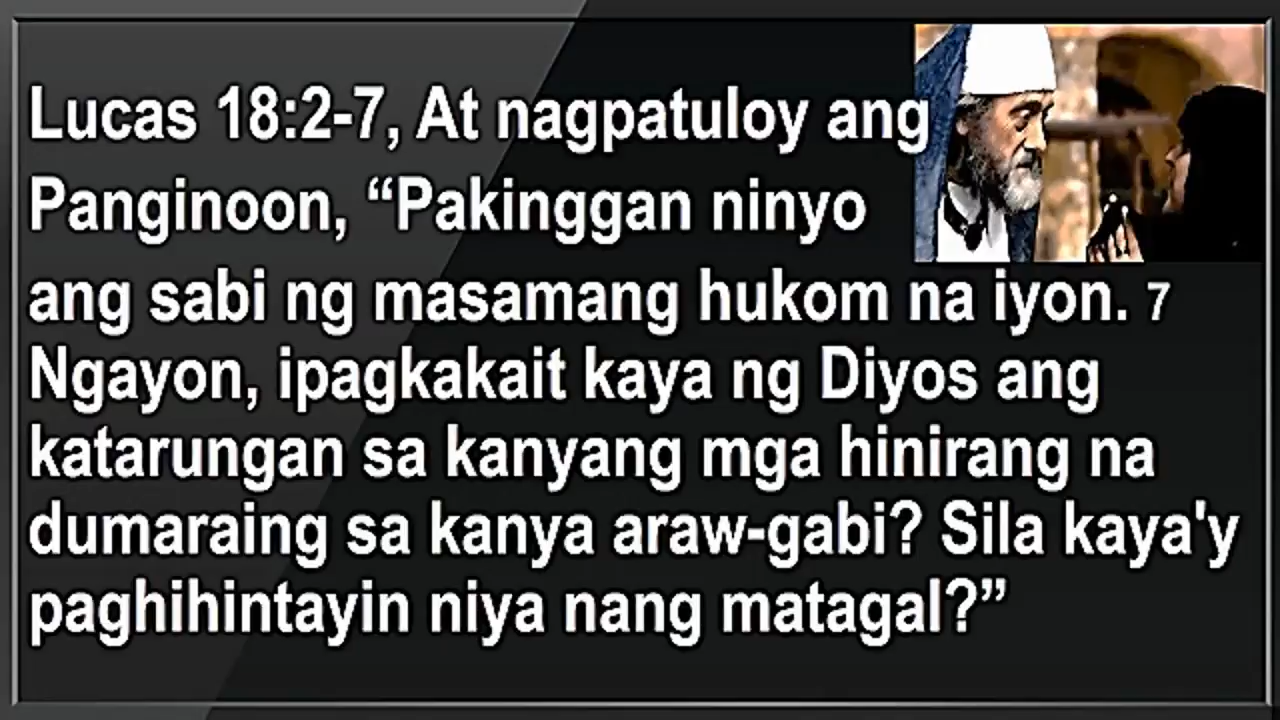 Lucas 18:2-7, At nagpatuloy ang
Panginoon, “Pakinggan ninyo
ang sabi ng masamang hukom na iyon. 7
Ngayon, ipagkakait kaya ng Diyos ang
katarungan sa kanyang mga hinirang na
dumaraing sa kanya araw-gabi? Sila kaya'y
paghihintayin niya nang matagal?”